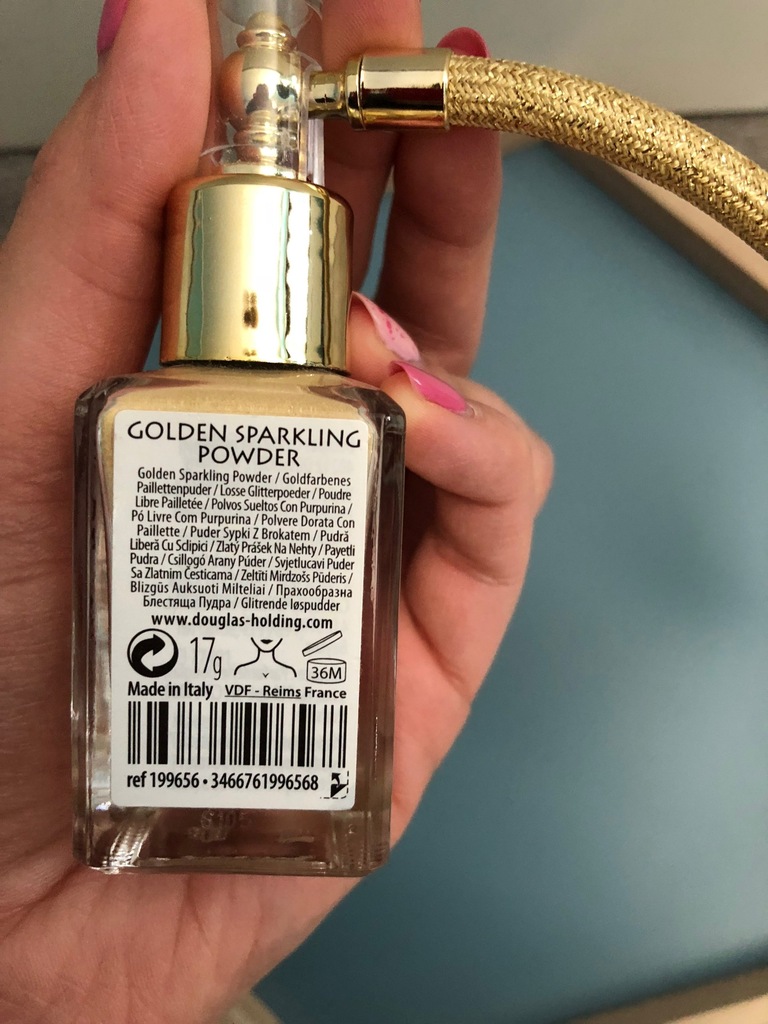 GOLDEN SPARKLING
POWDER
Golden Sparkling Powder / Goldfarbenes
Paillettenpuder / Losse Glitterpoeder / Poudre
Libre Pailletée / Polvos Sueltos Con Purpurina /
Pó Livre Com Purpurina / Polvere Dorata Con
Paillette / Puder Sypki Z Brokatem / Pudră
Liberă Cu Sclipici / Zlatý Prášek Na Nehty / Payetli
Pudra / Csillogó Arany Púder / Svjetlucavi Puder
Sa Zlatnim Česticama / Zeltīti Mirdzošs Pūderis /
Blizgūs Auksuoti Milteliai / Прахообразна
Блестяща Пудра / Glitrende løspudder
www.douglas-holding.com
17g
36M
Made in Italy VDF - Reims France
ref 199656 • 3466761996568